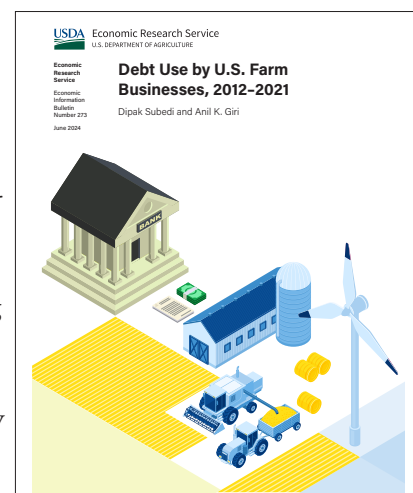 USDA Economic Research Service
U.S. DEPARTMENT OF AGRICULTURE
Economic
Research
Service
Economic
Information
Bulletin
Number 273
June 2024
Debt Use by U.S. Farm
Businesses, 2012–2021
Dipak Subedi and Anil K. Giri
BANK